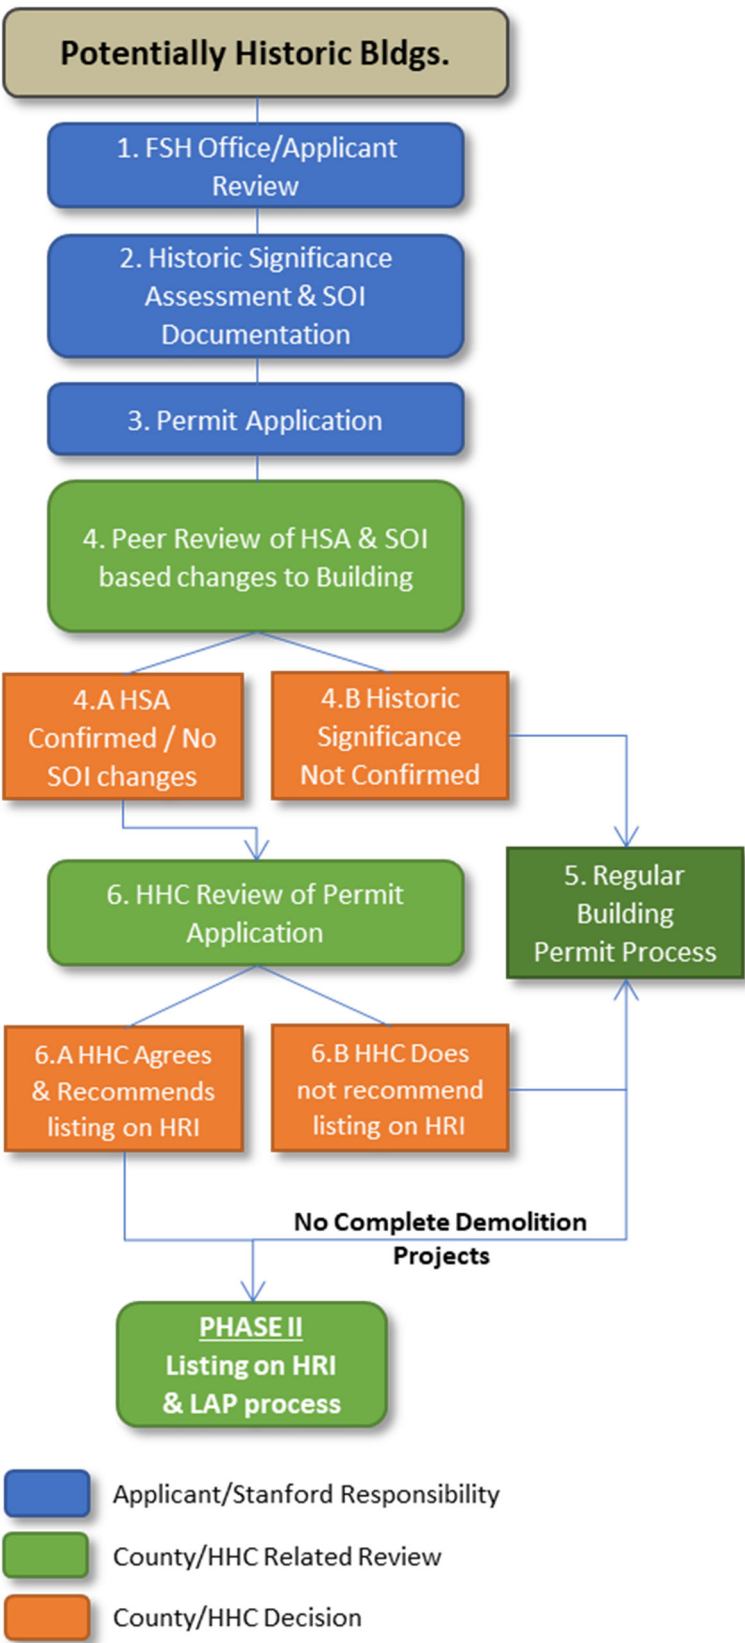 Potentially Historic Bldgs.
1. FSH Office/Applicant
Review
2. Historic Significance
Assessment & SOI
Documentation
3. Permit Application
4. Peer Review of HSA & SOI
based changes to Building
4.A HSA
Confirmed / No
SOI changes
4.B Historic
Significance
Not Confirmed
5. Regular
Building
Permit Process
6. HHC Review of Permit
Application
6.A HHC Agrees
& Recommends
listing on HRI
6.B HHC Does
not recommend
listing on HRI
No Complete Demolition
Projects
PHASE II
Listing on HRI
& LAP process
Applicant/Stanford Responsibility
County/HHC Related Review
County/HHC Decision